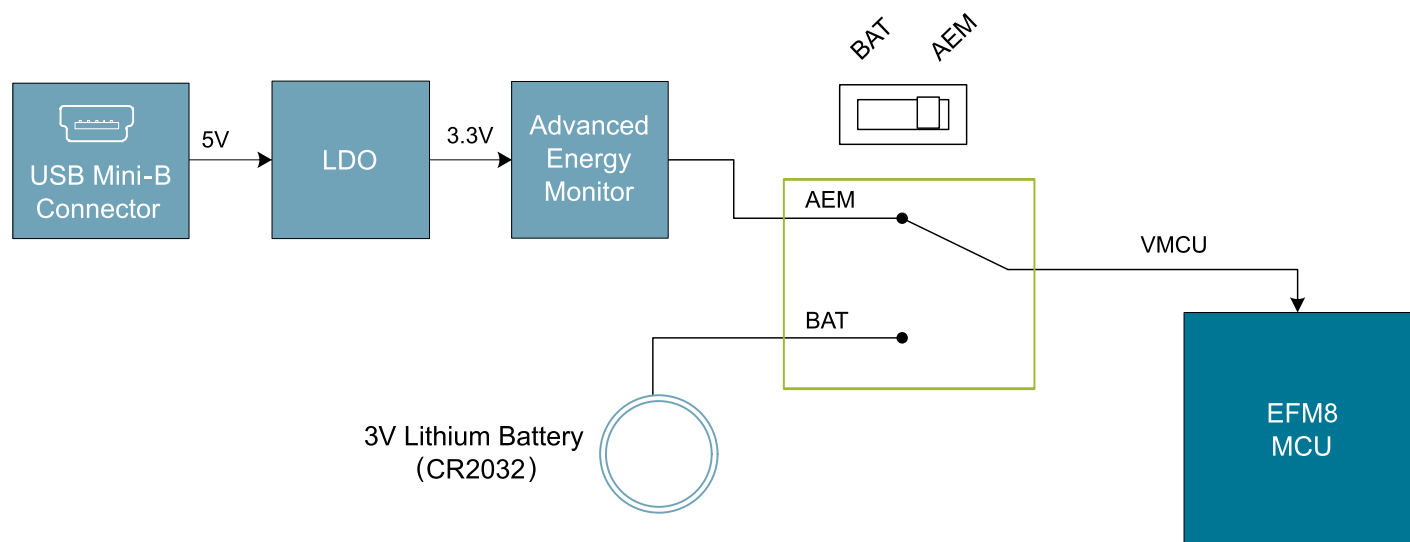 BAT
AEM
USB Mini-B
Connector
5V
LDO
3.3V
Advanced
Energy
Monitor
AEM
BAT
VMCU
3V Lithium Battery
(CR2032)
EFM8
MCU